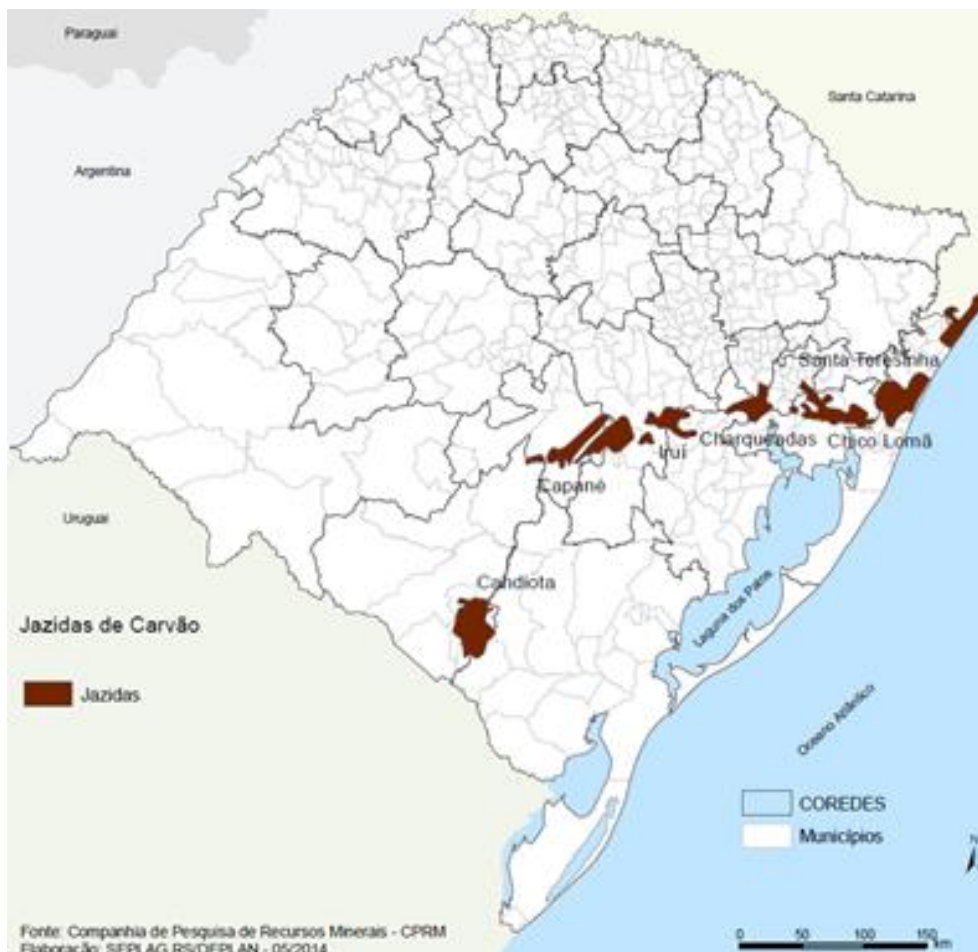 Paraguai
Santa Catarina
Argentina
Santa Teresinha
Charqueadas
Chico Lomã
Iruí
Capané
Uruguai
Candiota
Laguna dos Patos
Jazidas de Carvão
Jazidas
Oceano Atlântico
COREDES
Municípios
N
Fonte: Companhia de Pesquisa de Recursos Minerais - CPRM
Elaboração: SEPLAG RS/DEPLAN - 05/2014
0 50 100 150
km